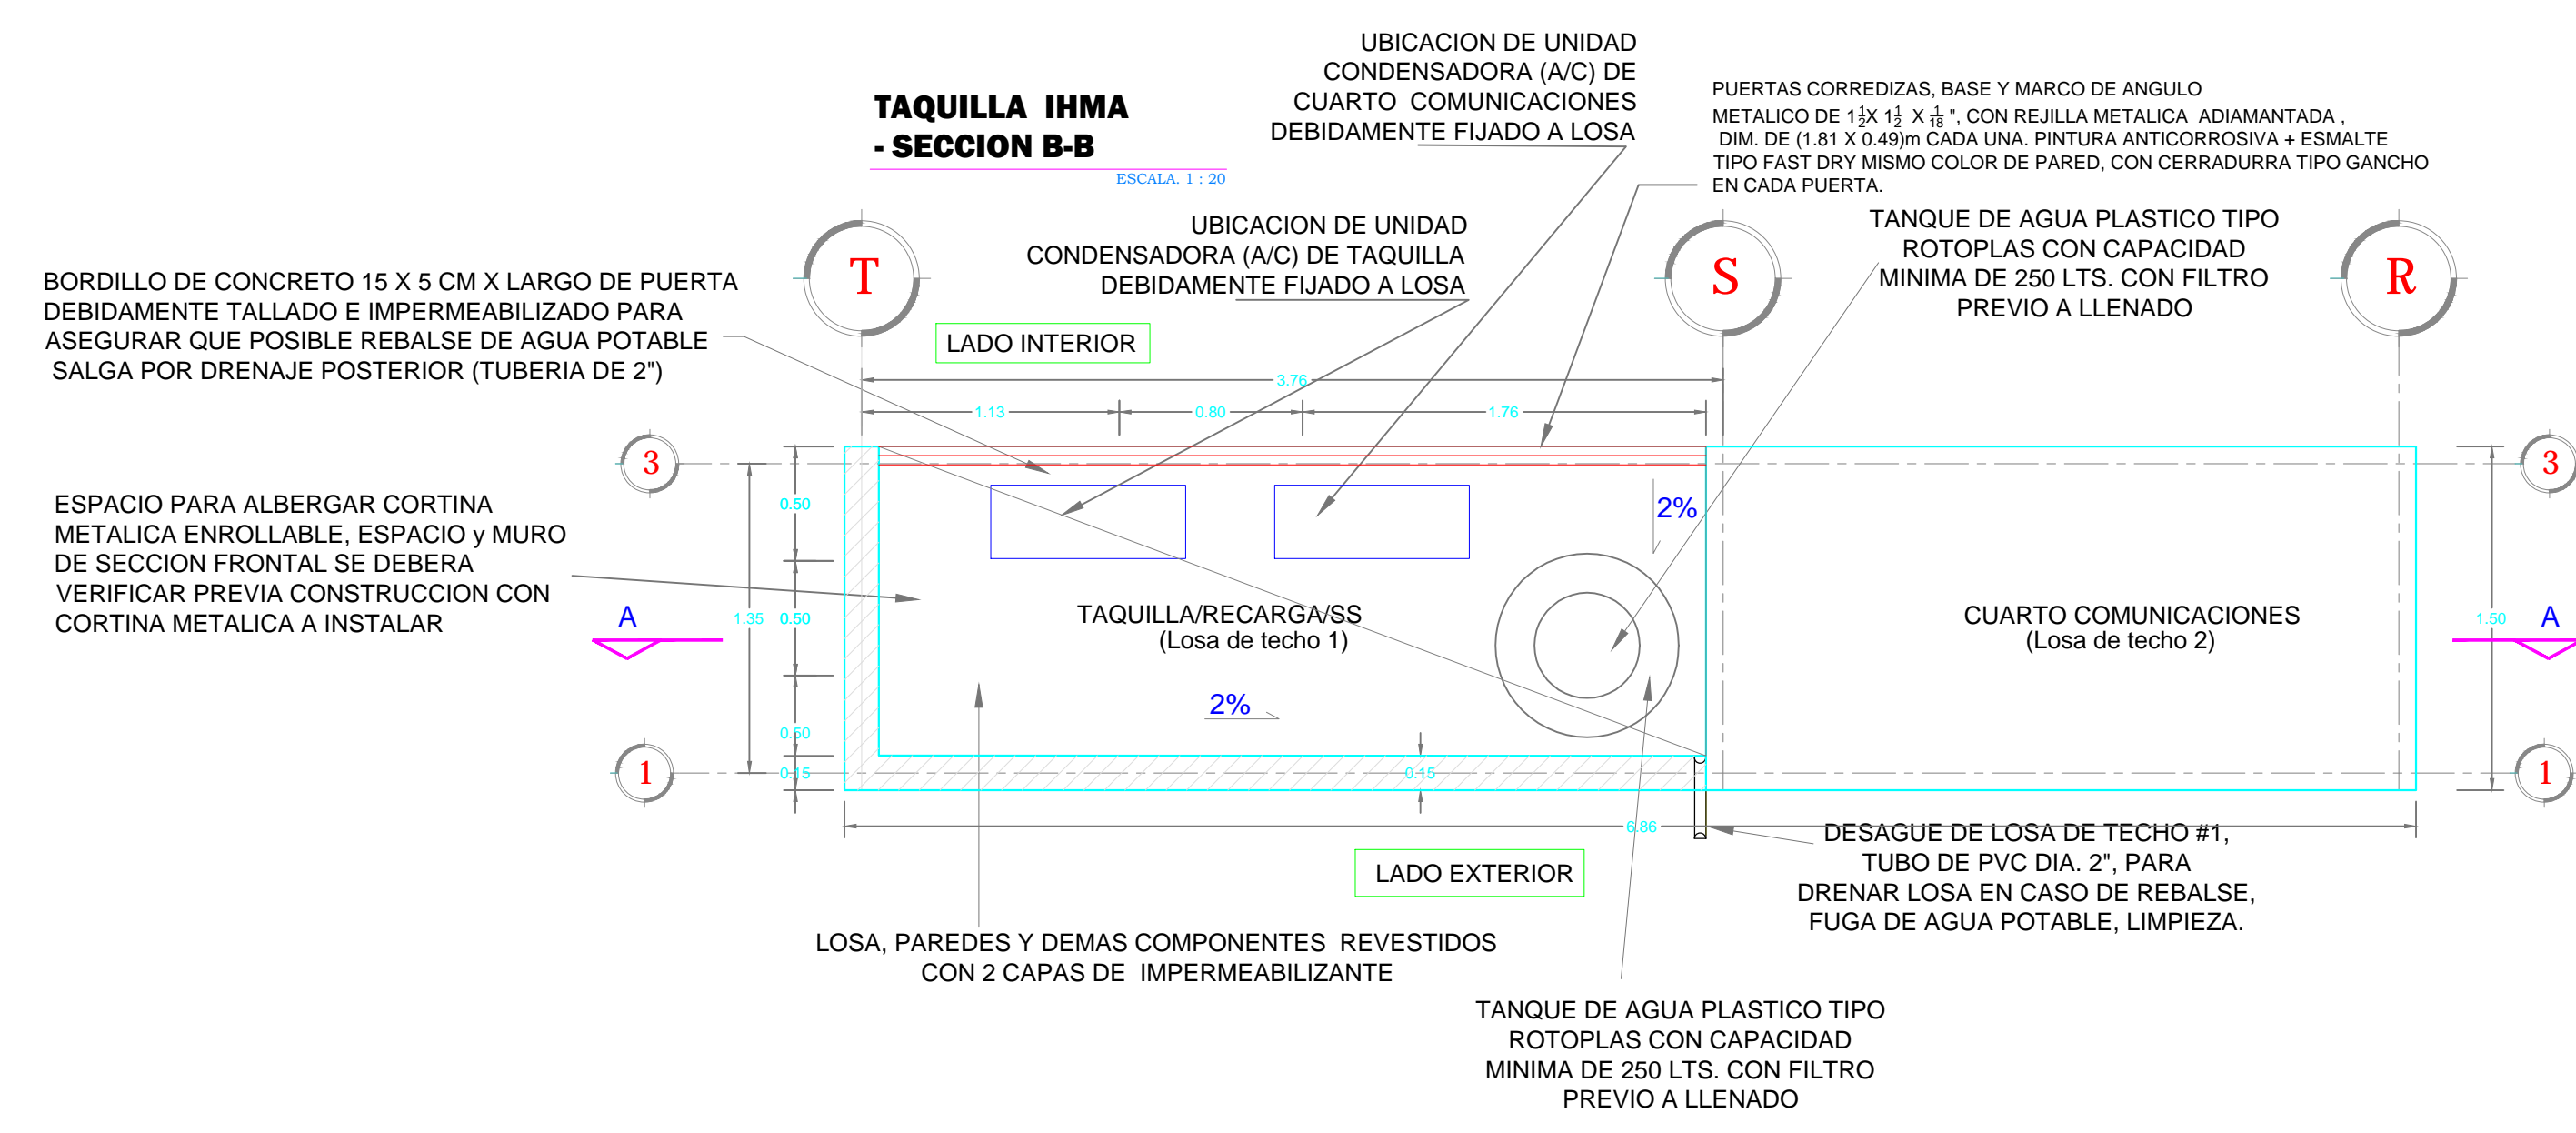 TAQUILLA IHMA
- SECCION B-B
ESCALA. 1 : 20
UBICACION DE UNIDAD
CONDENSADORA (A/C) DE
CUARTO COMUNICACIONES
DEBIDAMENTE FIJADO A LOSA
PUERTAS CORREDIZAS, BASE Y MARCO DE ANGULO
METALICO DE 1 1/2 X 1 1/2 X 1/18 ", CON REJILLA METALICA ADIAMANTADA ,
DIM. DE (1.81 X 0.49)m CADA UNA. PINTURA ANTICORROSIVA + ESMALTE
TIPO FAST DRY MISMO COLOR DE PARED, CON CERRADURRA TIPO GANCHO
EN CADA PUERTA.
UBICACION DE UNIDAD
CONDENSADORA (A/C) DE TAQUILLA
DEBIDAMENTE FIJADO A LOSA
TANQUE DE AGUA PLASTICO TIPO
ROTOPLAS CON CAPACIDAD
MINIMA DE 250 LTS. CON FILTRO
PREVIO A LLENADO
T
S
R
BORDILLO DE CONCRETO 15 X 5 CM X LARGO DE PUERTA
DEBIDAMENTE TALLADO E IMPERMEABILIZADO PARA
ASEGURAR QUE POSIBLE REBALSE DE AGUA POTABLE
SALGA POR DRENAJE POSTERIOR (TUBERIA DE 2")
LADO INTERIOR
3.76
1.13
0.80
1.76
3
3
ESPACIO PARA ALBERGAR CORTINA
METALICA ENROLLABLE, ESPACIO y MURO
DE SECCION FRONTAL SE DEBERA
VERIFICAR PREVIA CONSTRUCCION CON
CORTINA METALICA A INSTALAR
0.50
2%
A
1.35
0.50
TAQUILLA/RECARGA/SS
(Losa de techo 1)
CUARTO COMUNICACIONES
(Losa de techo 2)
1.50
A
2%
0.50
1
0.15
0.15
1
6.86
LADO EXTERIOR
DESAGUE DE LOSA DE TECHO #1,
TUBO DE PVC DIA. 2", PARA
DRENAR LOSA EN CASO DE REBALSE,
FUGA DE AGUA POTABLE, LIMPIEZA.
LOSA, PAREDES Y DEMAS COMPONENTES REVESTIDOS
CON 2 CAPAS DE IMPERMEABILIZANTE
TANQUE DE AGUA PLASTICO TIPO
ROTOPLAS CON CAPACIDAD
MINIMA DE 250 LTS. CON FILTRO
PREVIO A LLENADO